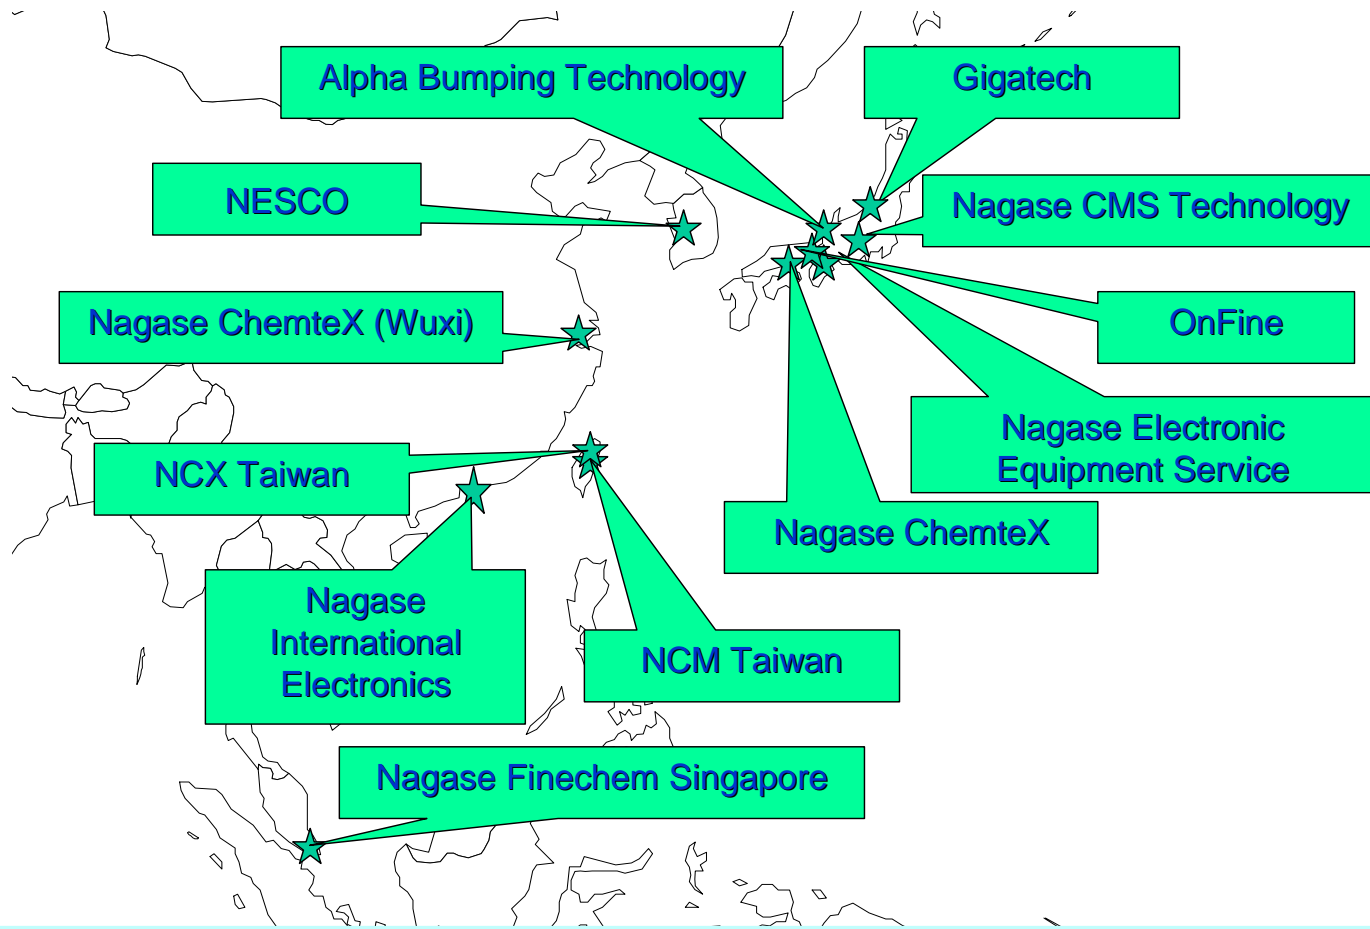 Alpha Bumping Technology
Gigatech
NESCO
Nagase CMS Technology
Nagase ChemteX (Wuxi)
OnFine
Nagase Electronic
Equipment Service
NCX Taiwan
Nagase ChemteX
Nagase
International
Electronics
NCM Taiwan
Nagase Finechem Singapore